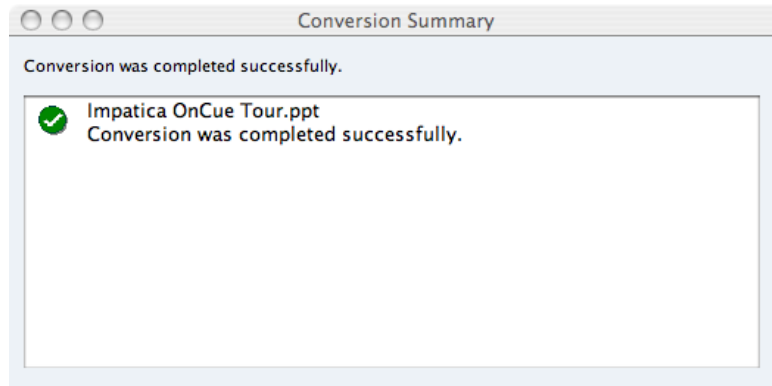 Conversion Summary
Conversion was completed successfully.
Impatica OnCue Tour.ppt
Conversion was completed successfully.